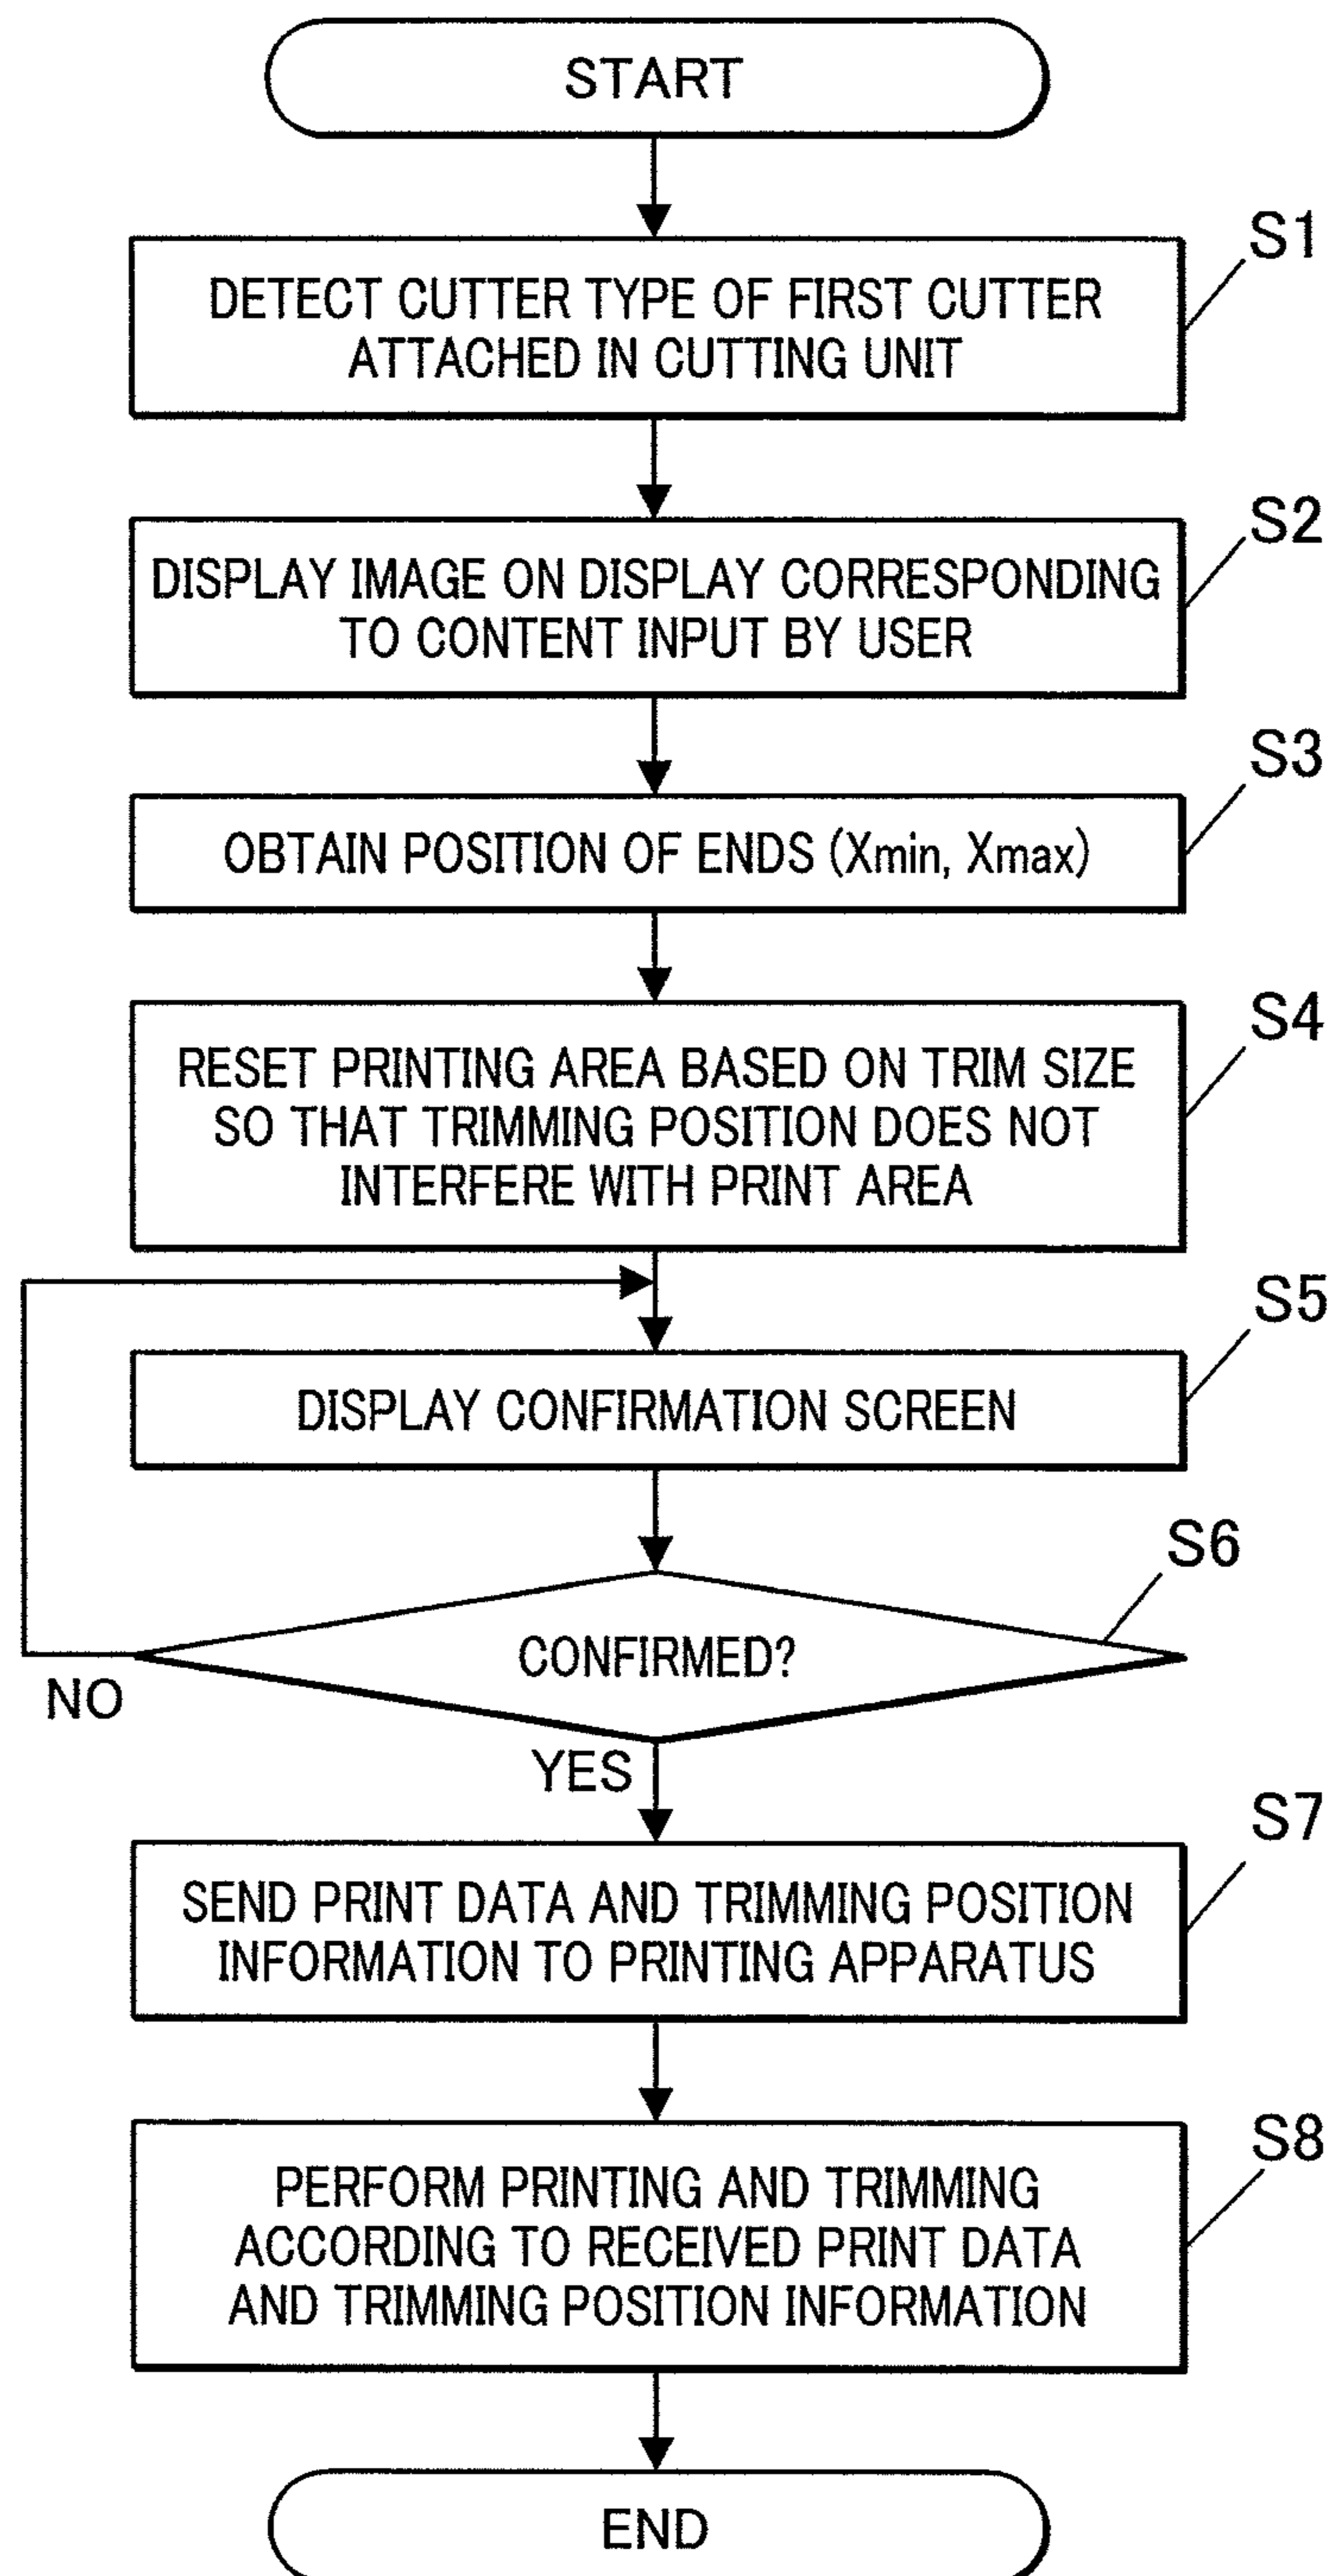 START
S1
DETECT CUTTER TYPE OF FIRST CUTTER
ATTACHED IN CUTTING UNIT
S2
DISPLAY IMAGE ON DISPLAY CORRESPONDING
TO CONTENT INPUT BY USER
S3
OBTAIN POSITION OF ENDS (Xmin, Xmax)
S4
RESET PRINTING AREA BASED ON TRIM SIZE
SO THAT TRIMMING POSITION DOES NOT
INTERFERE WITH PRINT AREA
S5
DISPLAY CONFIRMATION SCREEN
S6
CONFIRMED?
NO
YES
S7
SEND PRINT DATA AND TRIMMING POSITION
INFORMATION TO PRINTING APPARATUS
S8
PERFORM PRINTING AND TRIMMING
ACCORDING TO RECEIVED PRINT DATA
AND TRIMMING POSITION INFORMATION
END